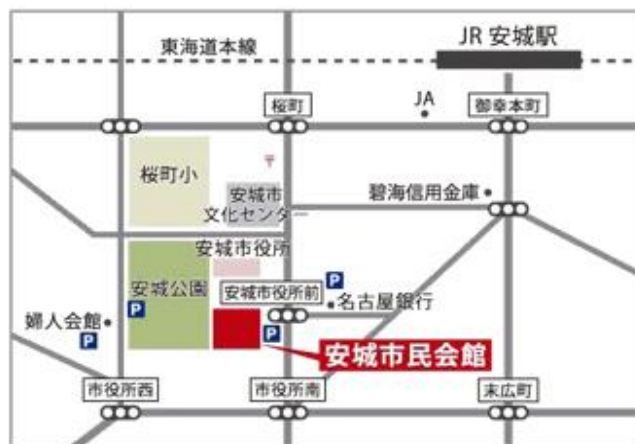 JR 安城駅
東海道本線
桜町
JA
御幸本町
〒
桜町小
安城市
文化センター
碧海信用金庫
安城市役所
安城公園
安城市役所前
P
P
名古屋銀行
婦人会館
P
P
安城市民会館
市役所西
市役所南
末広町